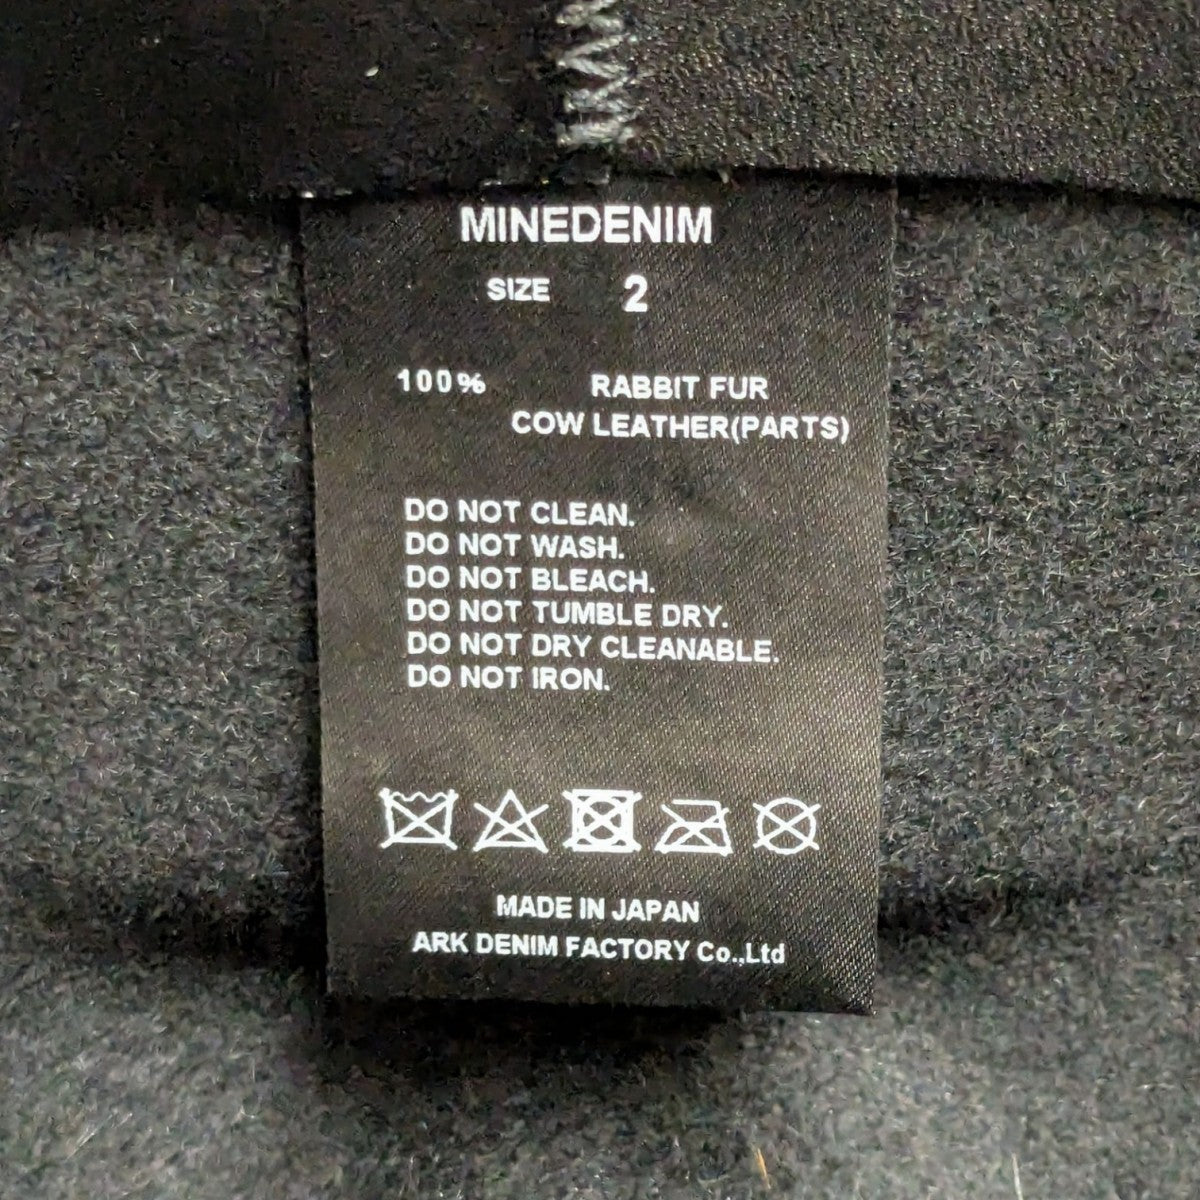 MINEDENIM
SIZE 2
100% RABBIT FUR
COW LEATHER(PARTS)
DO NOT CLEAN.
DO NOT WASH.
DO NOT BLEACH.
DO NOT TUMBLE DRY.
DO NOT DRY CLEANABLE.
DO NOT IRON.
MADE IN JAPAN
ARK DENIM FACTORY Co.,Ltd